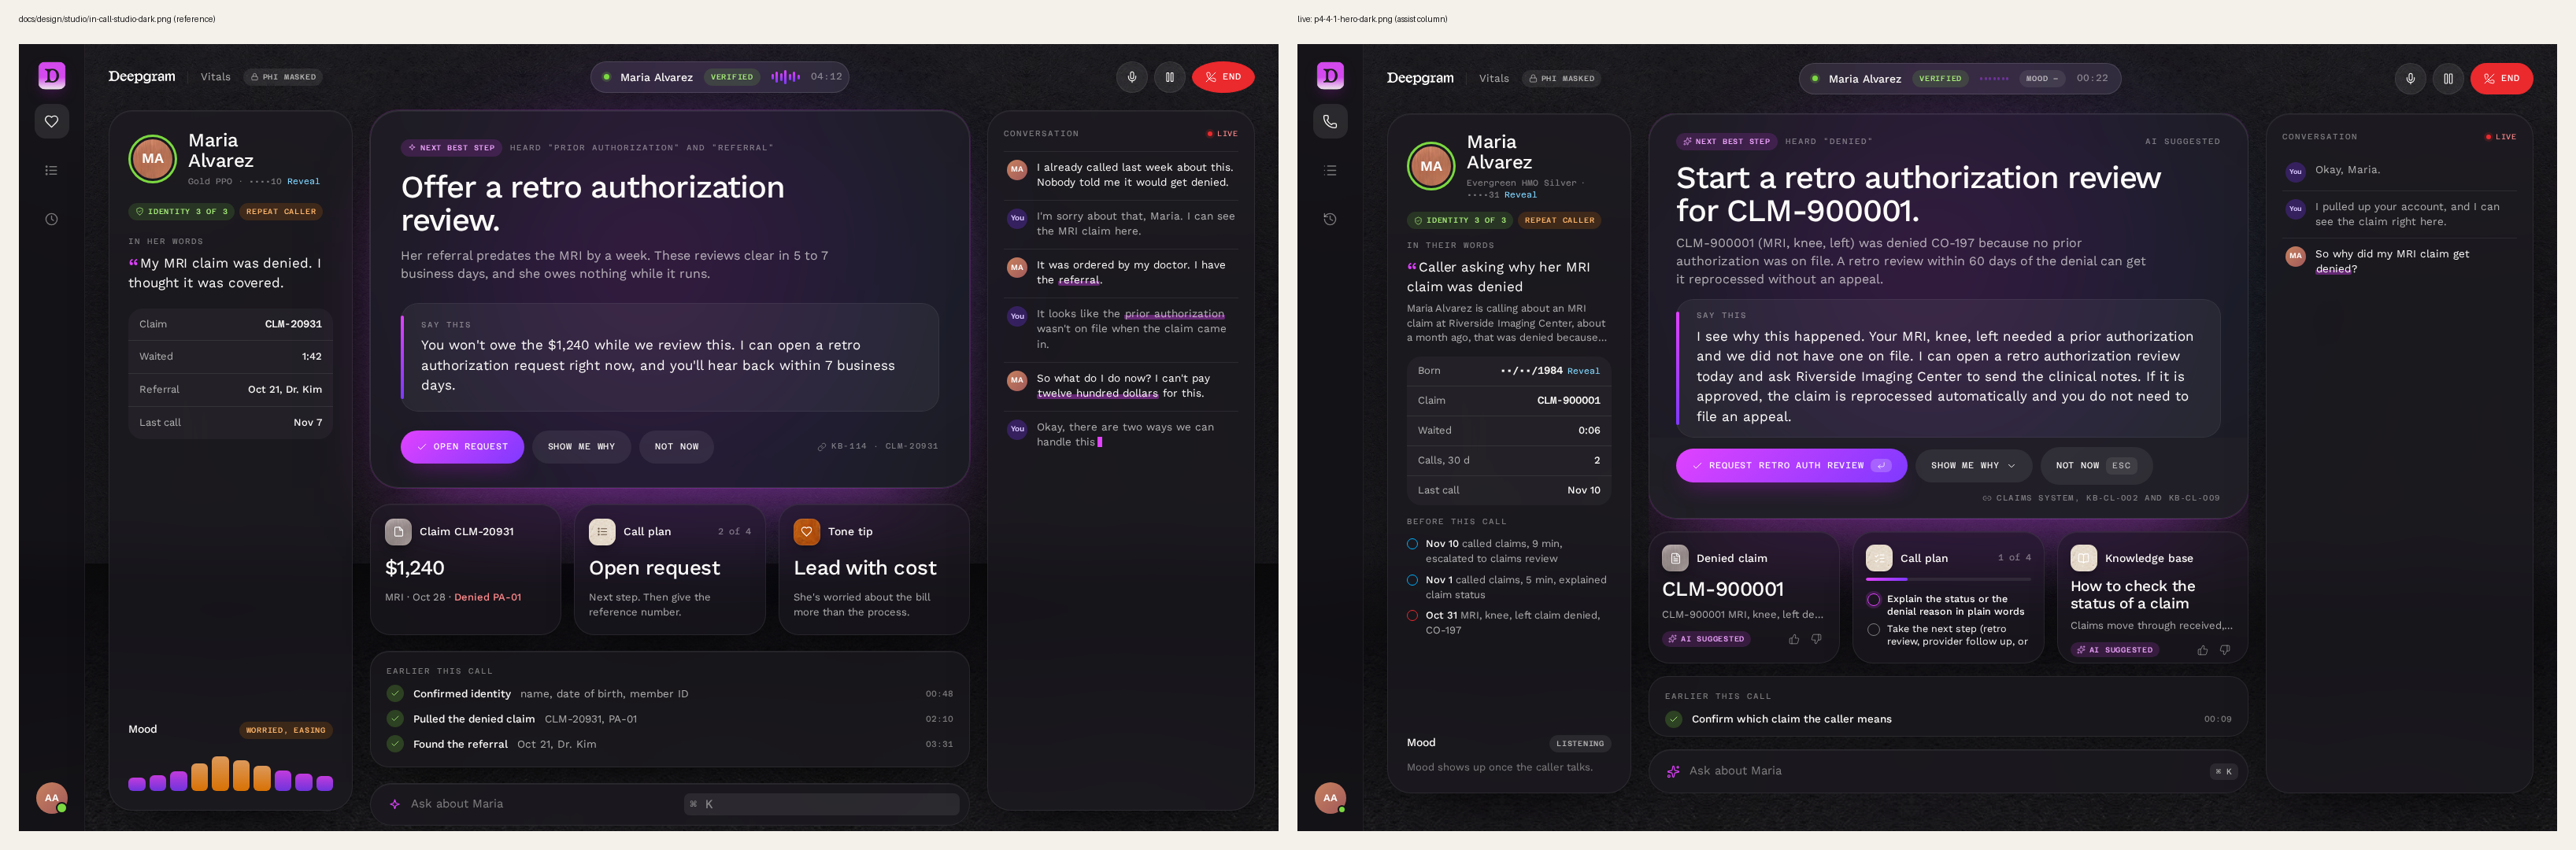 docs/design/studio/in-call-studio-dark.png (reference)
D
Deepgram
Vitals
PHI MASKED
Maria Alvarez
VERIFIED
04:12
END
MA
Maria
Alvarez
Gold PPO · ••••10 Reveal
IDENTITY 3 OF 3
REPEAT CALLER
IN HER WORDS
“My MRI claim was denied. I
thought it was covered.
Claim CLM-20931
Waited 1:42
Referral Oct 21, Dr. Kim
Last call Nov 7
Mood
WORRIED, EASING
AA
NEXT BEST STEP
HEARD "PRIOR AUTHORIZATION" AND "REFERRAL"
Offer a retro authorization
review.
Her referral predates the MRI by a week. These reviews clear in 5 to 7
business days, and she owes nothing while it runs.
SAY THIS
You won't owe the $1,240 while we review this. I can open a retro
authorization request right now, and you'll hear back within 7 business
days.
OPEN REQUEST
SHOW ME WHY
NOT NOW
KB-114 · CLM-20931
Claim CLM-20931
$1,240
MRI · Oct 28 · Denied PA-01
Call plan
2 of 4
Open request
Next step. Then give the
reference number.
Tone tip
Lead with cost
She's worried about the bill
more than the process.
EARLIER THIS CALL
Confirmed identity name, date of birth, member ID 00:48
Pulled the denied claim CLM-20931, PA-01 02:10
Found the referral Oct 21, Dr. Kim 03:31
Ask about Maria
⌘ K
CONVERSATION
LIVE
MA
I already called last week about this.
Nobody told me it would get denied.
You
I'm sorry about that, Maria. I can see
the MRI claim here.
MA
It was ordered by my doctor. I have
the referral.
You
It looks like the prior authorization
wasn't on file when the claim came
in.
MA
So what do I do now? I can't pay
twelve hundred dollars for this.
You
Okay, there are two ways we can
handle this
live: p4-4-1-hero-dark.png (assist column)
D
Deepgram
Vitals
PHI MASKED
Maria Alvarez
VERIFIED
MOOD –
00:22
END
MA
Maria
Alvarez
Evergreen HMO Silver ·
••••31 Reveal
IDENTITY 3 OF 3
REPEAT CALLER
IN THEIR WORDS
“Caller asking why her MRI
claim was denied
Maria Alvarez is calling about an MRI
claim at Riverside Imaging Center, about
a month ago, that was denied because...
Born ••/••/1984 Reveal
Claim CLM-900001
Waited 0:06
Calls, 30 d 2
Last call Nov 10
BEFORE THIS CALL
Nov 10 called claims, 9 min,
escalated to claims review
Nov 1 called claims, 5 min, explained
claim status
Oct 31 MRI, knee, left claim denied,
CO-197
Mood
LISTENING
Mood shows up once the caller talks.
AA
NEXT BEST STEP
HEARD "DENIED"
AI SUGGESTED
Start a retro authorization review
for CLM-900001.
CLM-900001 (MRI, knee, left) was denied CO-197 because no prior
authorization was on file. A retro review within 60 days of the denial can get
it reprocessed without an appeal.
SAY THIS
I see why this happened. Your MRI, knee, left needed a prior authorization
and we did not have one on file. I can open a retro authorization review
today and ask Riverside Imaging Center to send the clinical notes. If it is
approved, the claim is reprocessed automatically and you do not need to
file an appeal.
REQUEST RETRO AUTH REVIEW
SHOW ME WHY
NOT NOW ESC
CLAIMS SYSTEM, KB-CL-002 AND KB-CL-009
Denied claim
CLM-900001
CLM-900001 MRI, knee, left de...
AI SUGGESTED
Call plan
1 of 4
Explain the status or the
denial reason in plain words
Take the next step (retro
review, provider follow up, or
Knowledge base
How to check the
status of a claim
Claims move through received,...
AI SUGGESTED
EARLIER THIS CALL
Confirm which claim the caller means 00:09
Ask about Maria
⌘ K
CONVERSATION
LIVE
You
Okay, Maria.
You
I pulled up your account, and I can
see the claim right here.
MA
So why did my MRI claim get
denied?